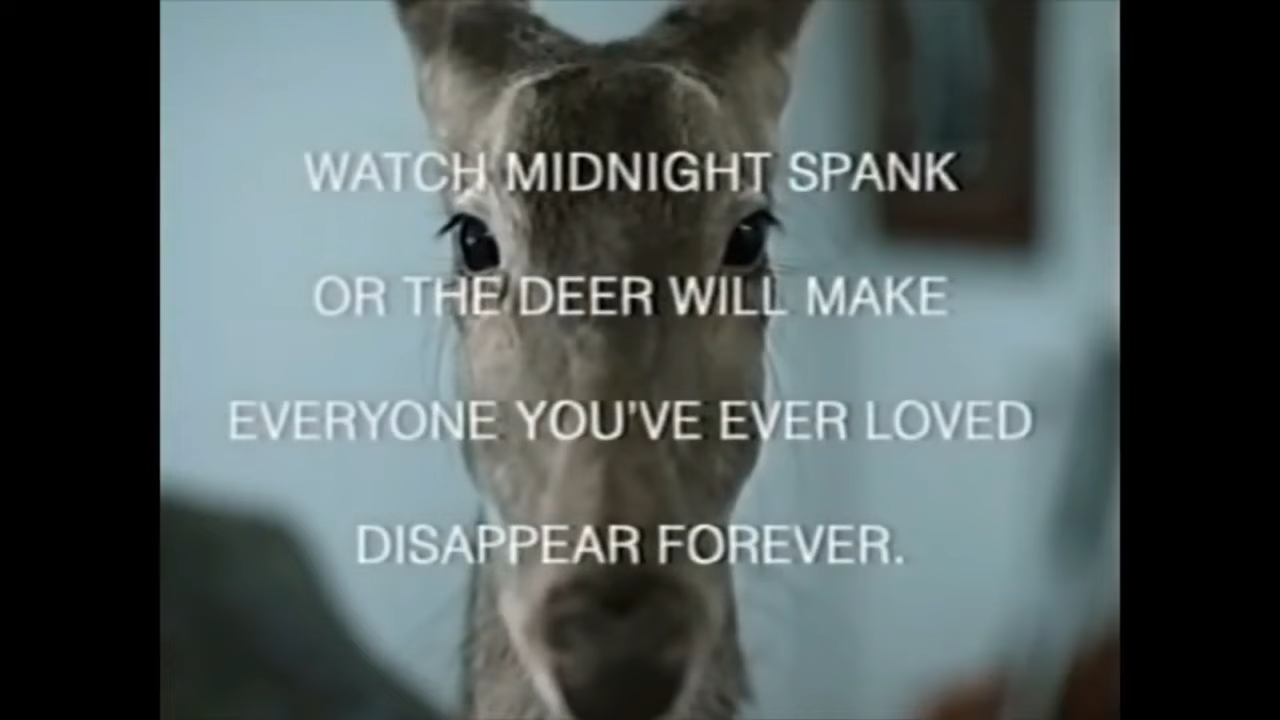 WATCH MIDNIGHT SPANK
OR THE DEER WILL MAKE
EVERYONE YOU'VE EVER LOVED
DISAPPEAR FOREVER.